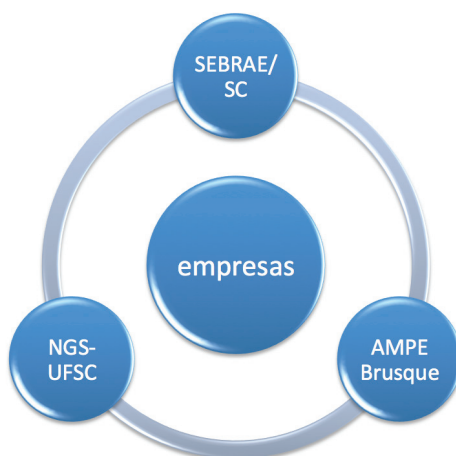 SEBRAE/
SC
empresas
NGS-
UFSC
AMPE
Brusque